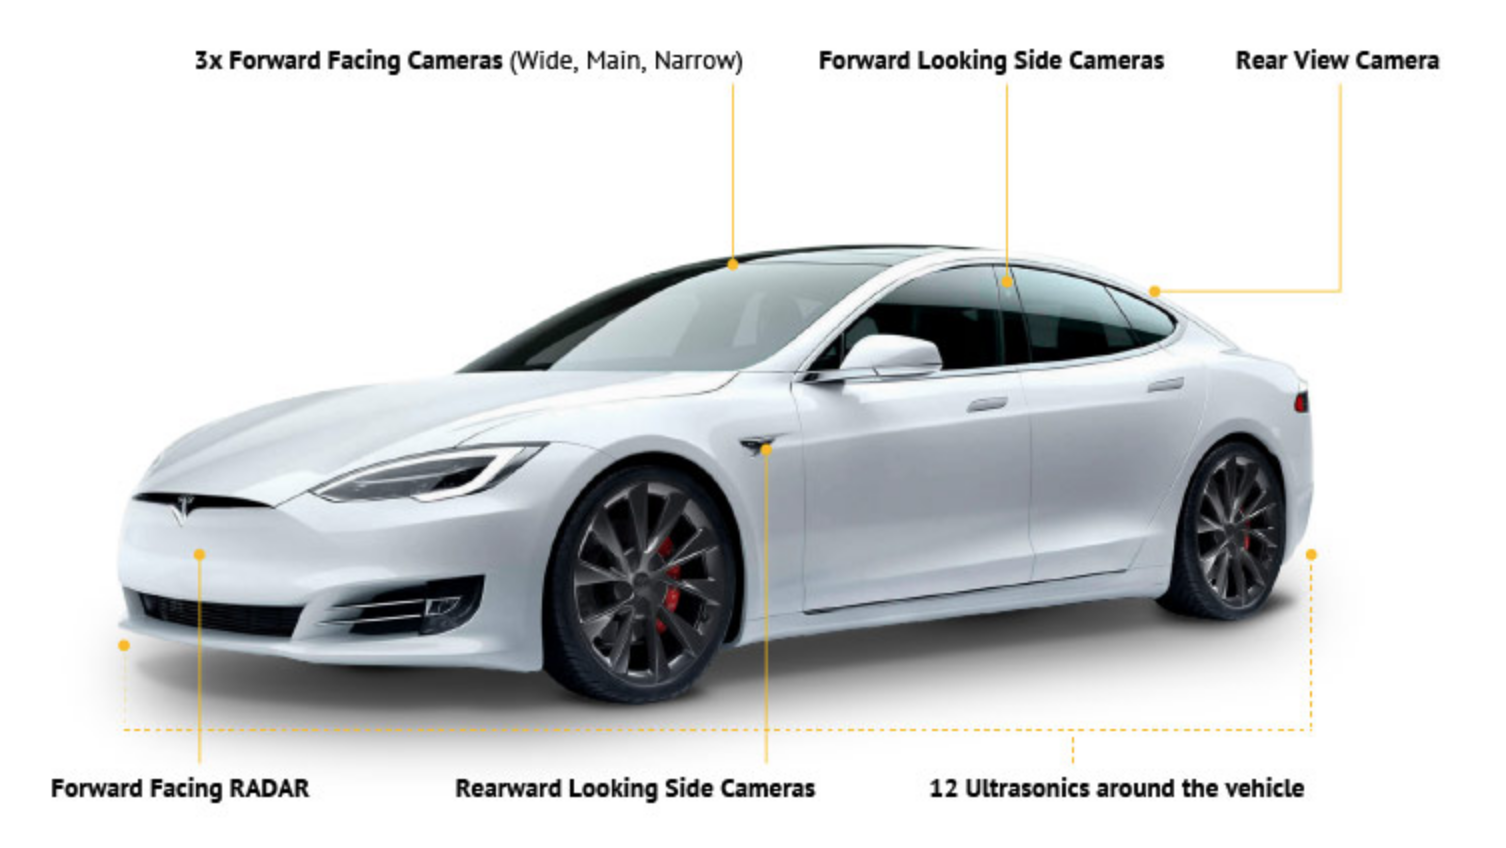 3x Forward Facing Cameras (Wide, Main, Narrow)
Forward Looking Side Cameras
Rear View Camera
Forward Facing RADAR
Rearward Looking Side Cameras
12 Ultrasonics around the vehicle